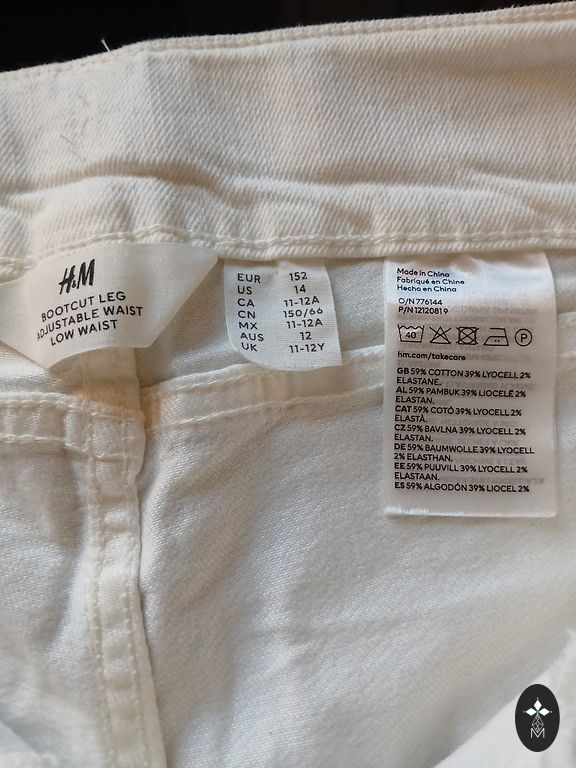 H&M
BOOTCUT LEG
ADJUSTABLE WAIST
LOW WAIST
EUR 152
US 14
CA 11-12A
CN 150/66
MX 11-12A
AUS 12
UK 11-12Y
Made in China
Fabriqué en Chine
Hecho en China
O/N 776144
P/N 12120819
40 P
hm.com/takecare
GB 59% COTTON 39% LYOCELL 2%
ELASTANE.
AL 59% PAMBUK 39% LIOCELË 2%
ELASTAN.
CAT 59% COTÓ 39% LYOCELL 2%
ELASTÀ.
CZ 59% BAVLNA 39% LYOCELL 2%
ELASTAN.
DE 59% BAUMWOLLE 39% LYOCELL
2% ELASTHAN.
EE 59% PUUVILL 39% LYOCELL 2%
ELASTAAN.
ES 59% ALGODÓN 39% LIOCEL 2%
M